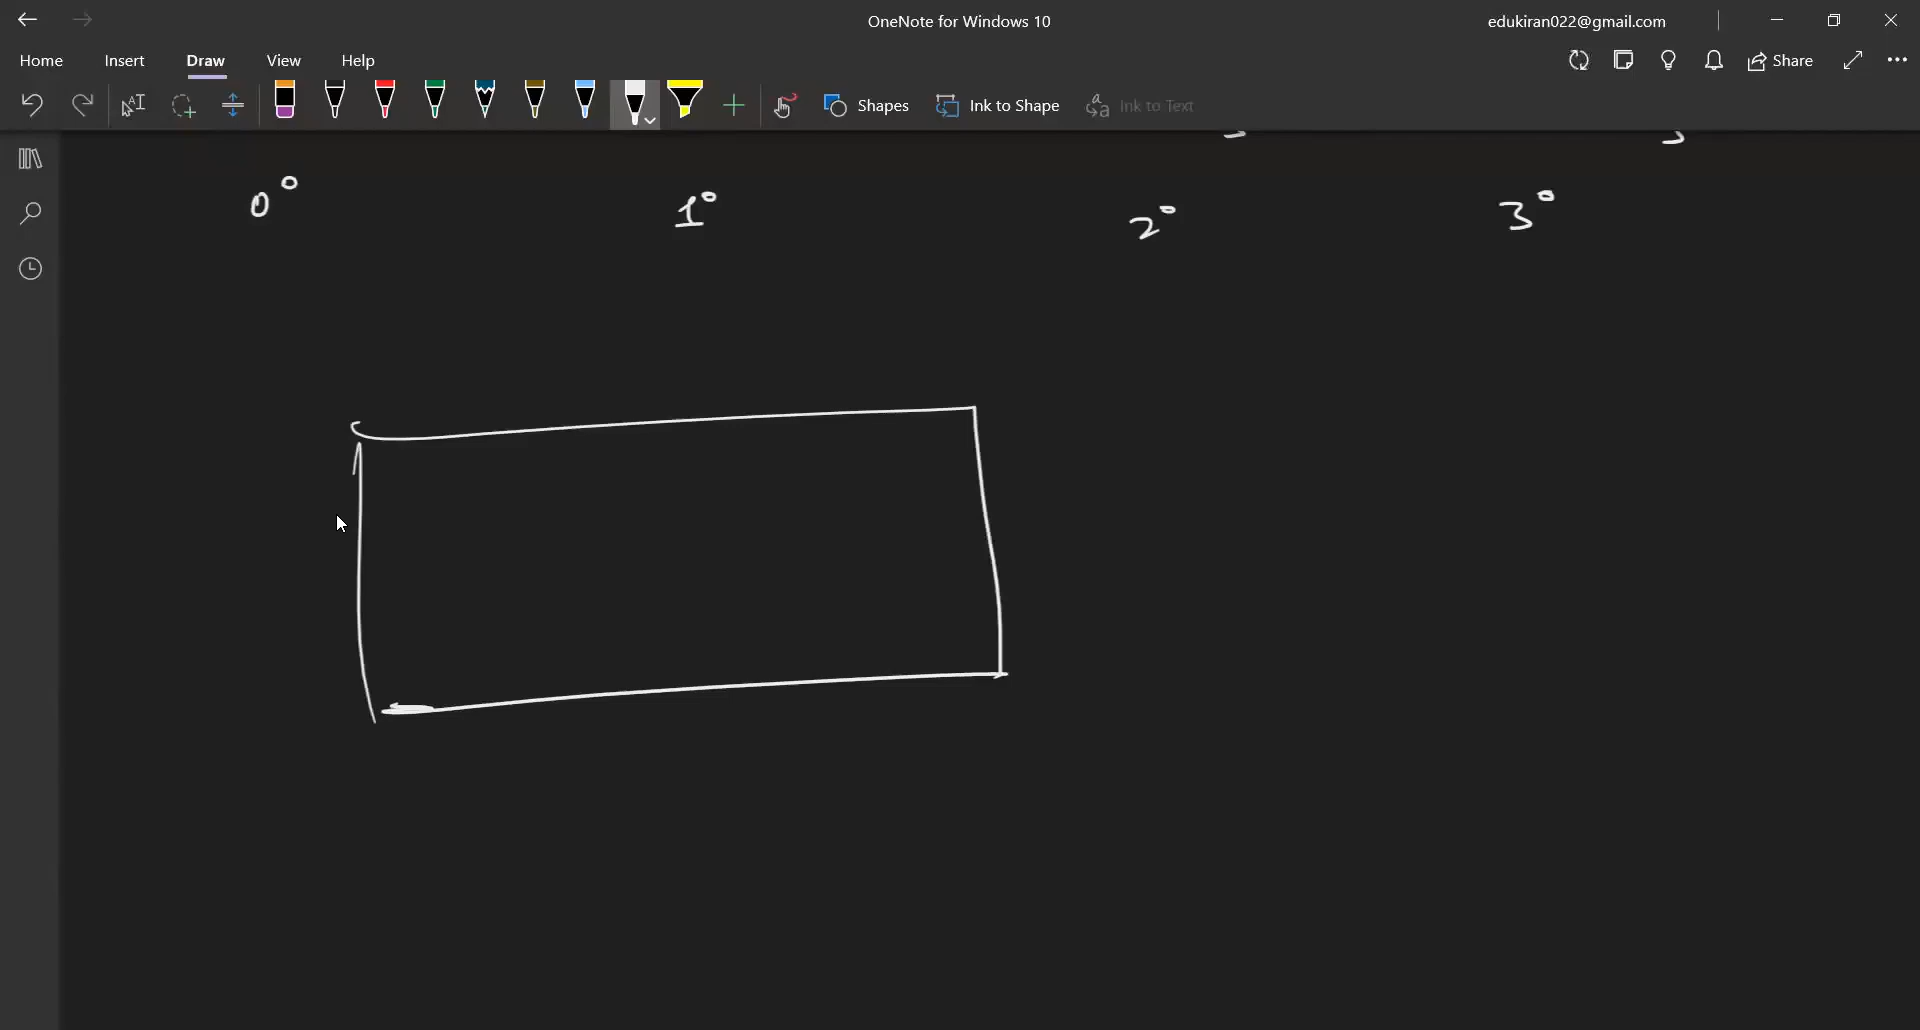 OneNote for Windows 10
edukiran022@gmail.com
Home Insert Draw View Help
Share
Shapes Ink to Shape Ink to Text
0° 1° 2° 3°